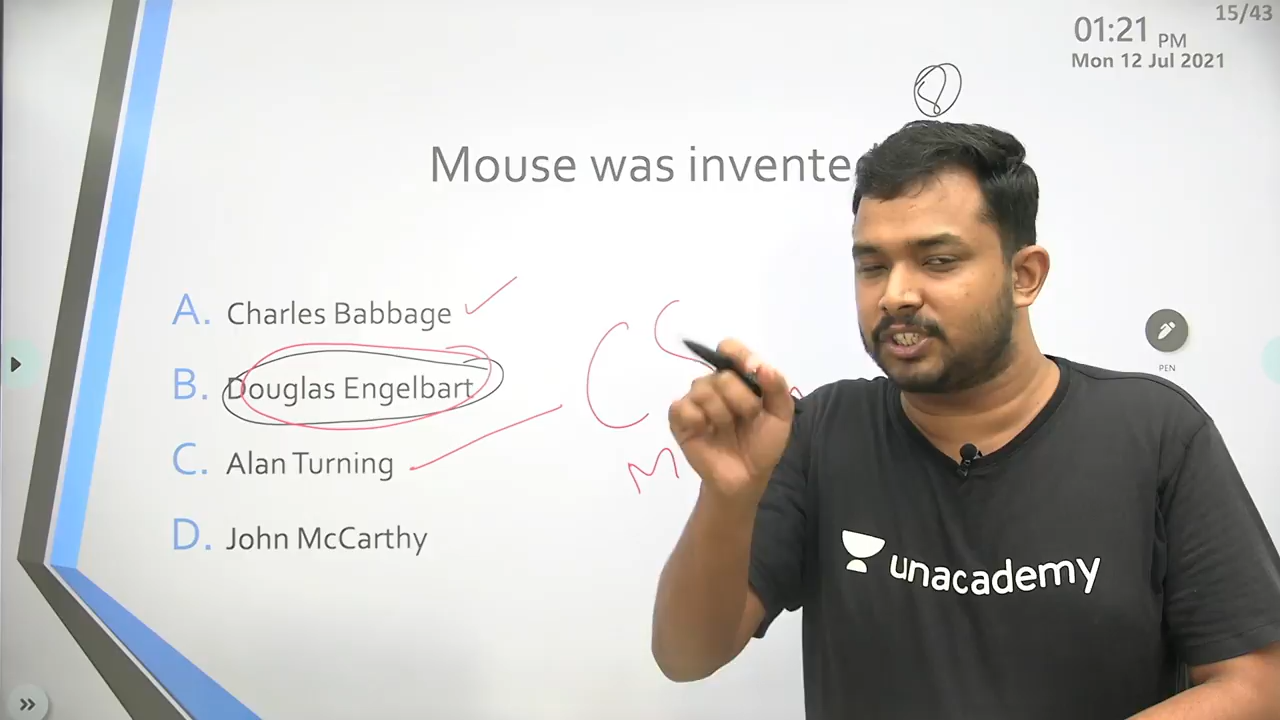 15/43
01:21 PM
Mon 12 Jul 2021
Mouse was invente
A. Charles Babbage
B. Douglas Engelbart
C. Alan Turning
D. John McCarthy
CS
M
PEN
unacademy